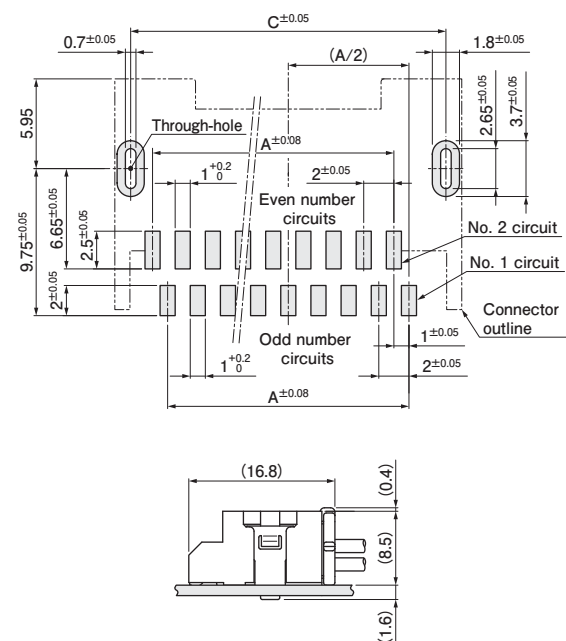 C±0.05
0.7±0.05
(A/2)
1.8±0.05
5.95
Through-hole
A±0.08
2.65±0.05
3.7±0.05
1+0.2 0
2±0.05
Even number
circuits
9.75±0.05
6.65±0.05
2.5±0.05
No. 2 circuit
No. 1 circuit
2±0.05
Connector
outline
Odd number
circuits
1+0.2 0
1±0.05
2±0.05
A±0.08
(16.8)
(0.4)
(8.5)
(1.6)